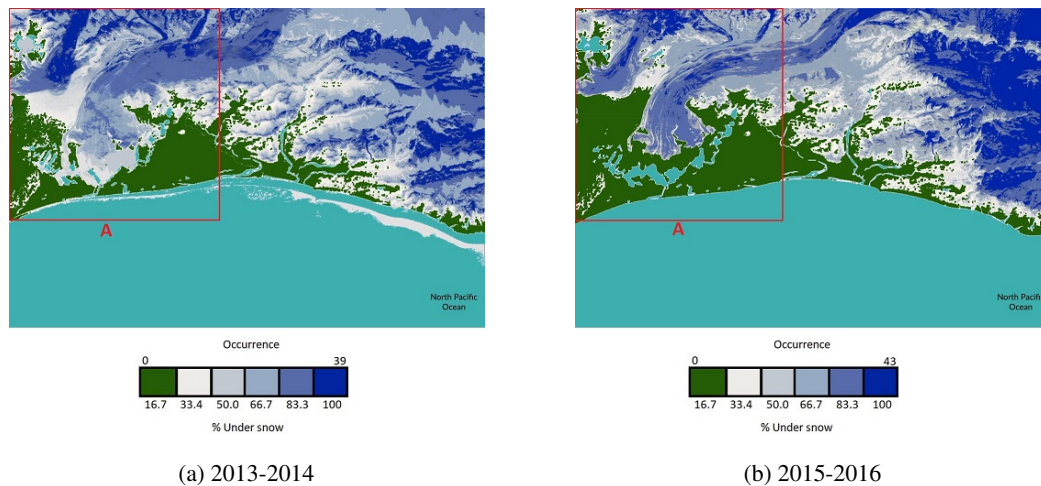 A
North Pacific
Ocean
Occurrence
0 39
16.7 33.4 50.0 66.7 83.3 100
% Under snow
(a) 2013-2014
A
North Pacific
Ocean
Occurrence
0 43
16.7 33.4 50.0 66.7 83.3 100
% Under snow
(b) 2015-2016